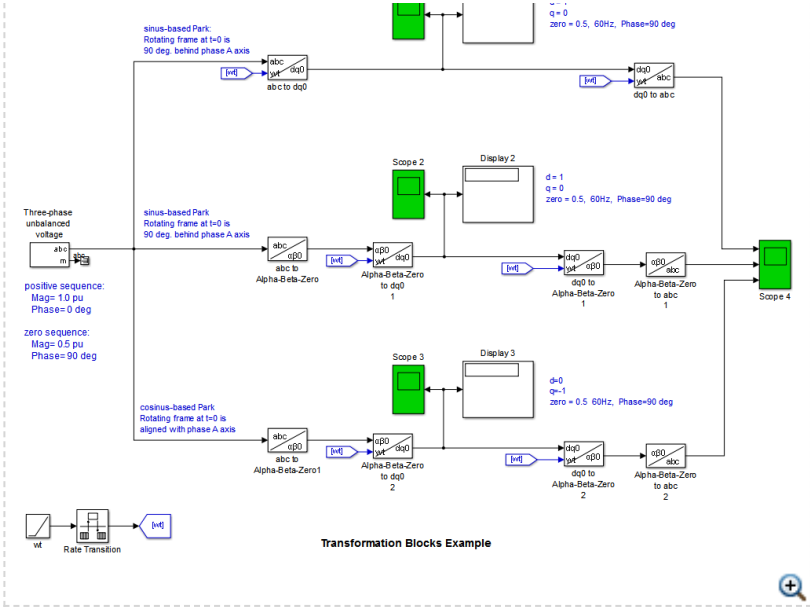 q = 0
zero = 0.5, 60Hz, Phase=90 deg
sinus-based Park:
Rotating frame at t=0 is
90 deg. behind phase A axis
abc
wt
dq0
abc to dq0
[wt]
[wt]
dq0
wt
abc
dq0 to abc
Scope 2
Display 2
d = 1
q = 0
zero = 0.5, 60Hz, Phase=90 deg
Three-phase
unbalanced
voltage
abc
m
abc
sinus-based Park
Rotating frame at t=0 is
90 deg. behind phase A axis
abc
αβ0
abc to
Alpha-Beta-Zero
[wt]
αβ0
wt
dq0
Alpha-Beta-Zero
to dq0
1
[wt]
dq0
wt
αβ0
dq0 to
Alpha-Beta-Zero
1
αβ0
abc
Alpha-Beta-Zero
to abc
1
Scope 4
positive sequence:
Mag= 1.0 pu
Phase= 0 deg
zero sequence:
Mag= 0.5 pu
Phase= 90 deg
Scope 3
Display 3
d=0
q=-1
zero = 0.5 60Hz, Phase=90 deg
cosinus-based Park
Rotating frame at t=0 is
aligned with phase A axis
abc
αβ0
abc to
Alpha-Beta-Zero1
[wt]
αβ0
wt
dq0
Alpha-Beta-Zero
to dq0
2
[wt]
dq0
wt
αβ0
dq0 to
Alpha-Beta-Zero
2
αβ0
abc
Alpha-Beta-Zero
to abc
2
wt
Rate Transition
[wt]
Transformation Blocks Example